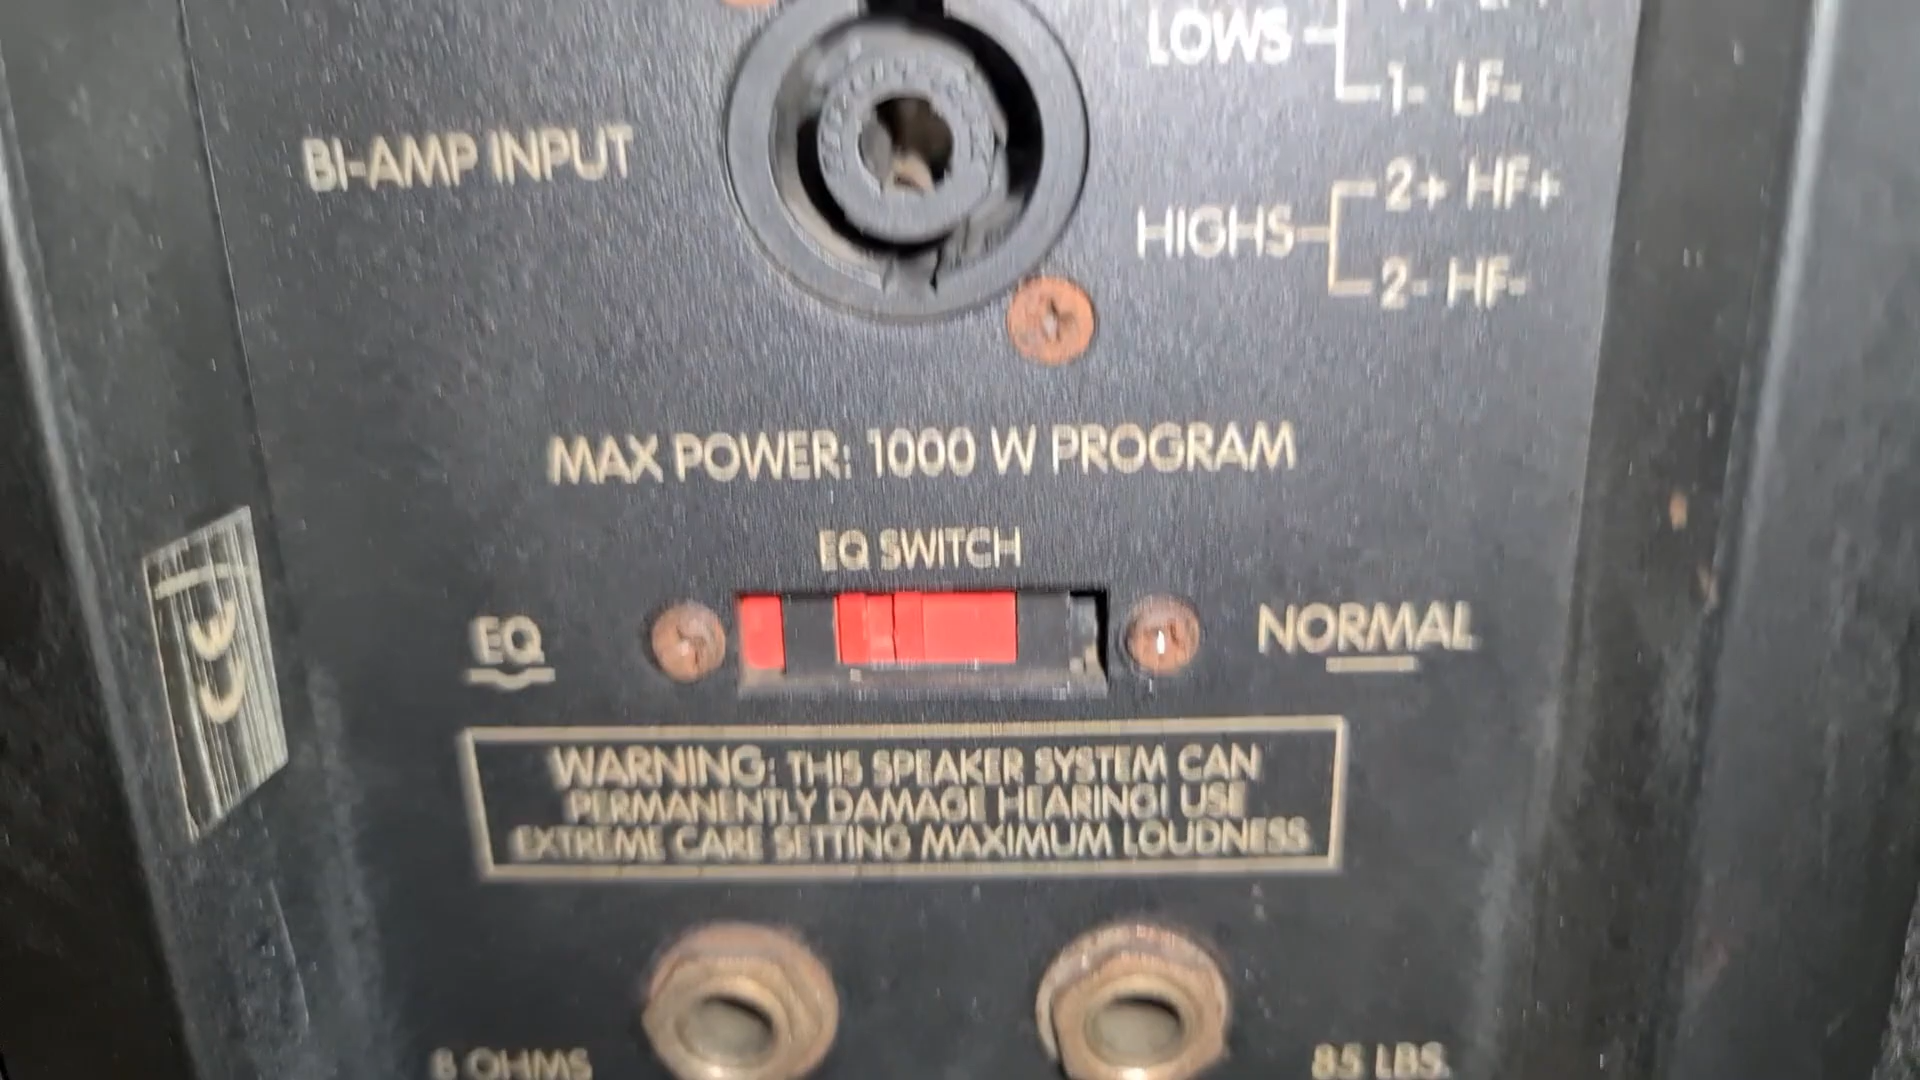 LOWS
1- LF-
BI-AMP INPUT
2+ HF+
HIGHS
2- HF-
MAX POWER: 1000 W PROGRAM
EQ SWITCH
EQ
NORMAL
CE
WARNING: THIS SPEAKER SYSTEM CAN
PERMANENTLY DAMAGE HEARING! USE
EXTREME CARE SETTING MAXIMUM LOUDNESS
8 OHMS
85 LBS.